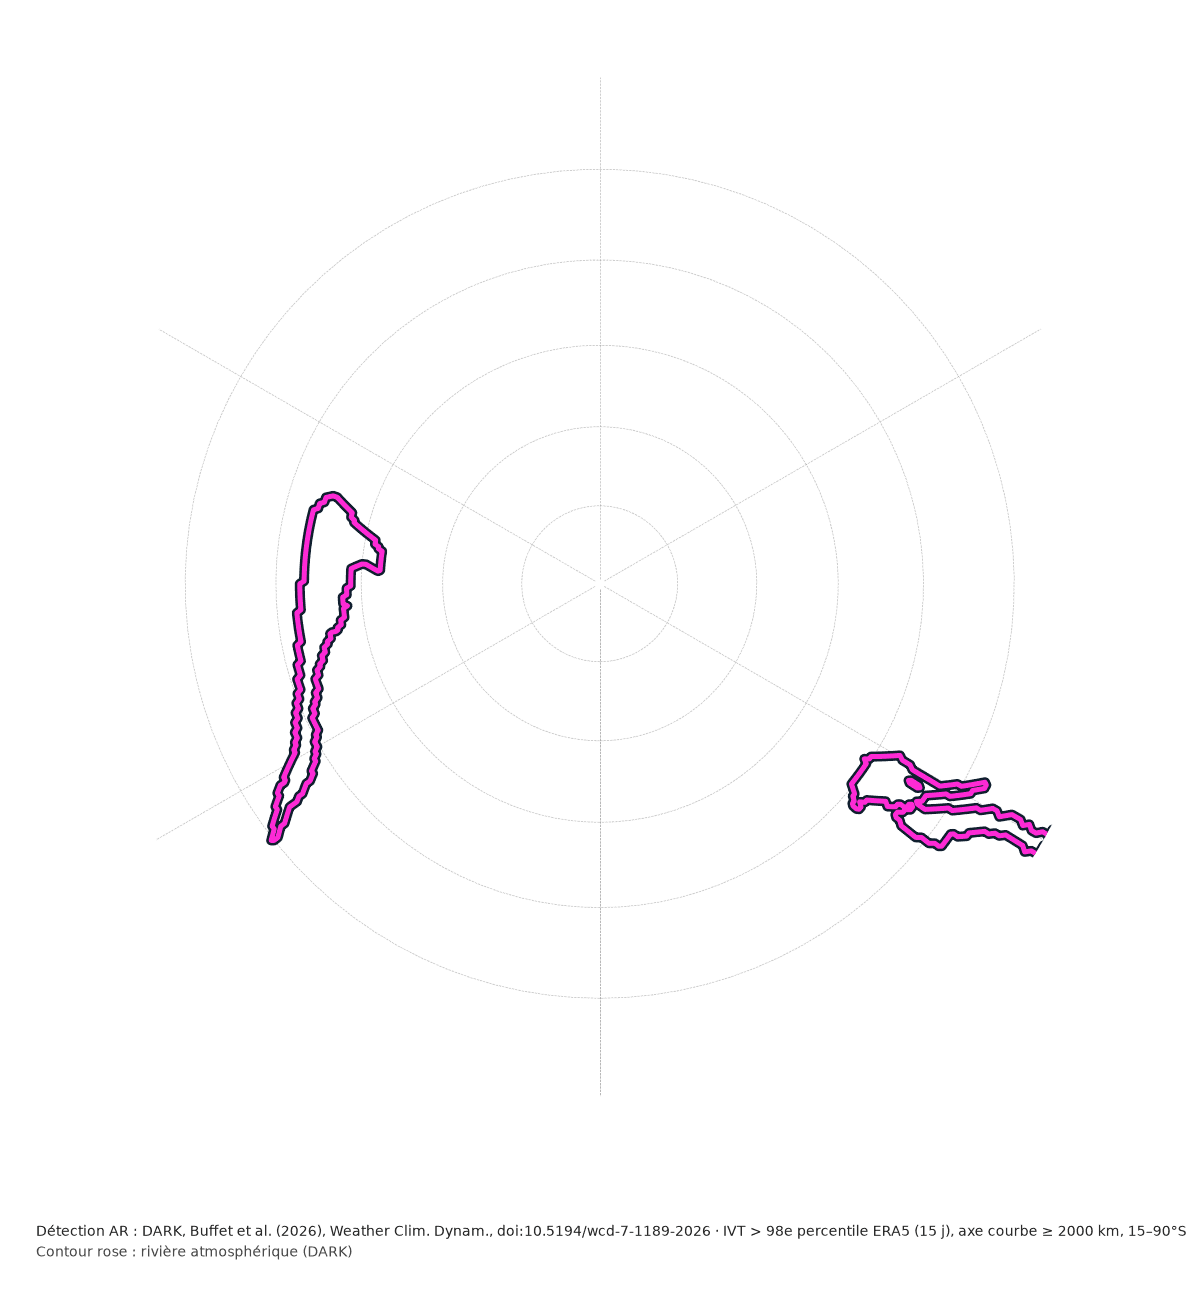 Détection AR : DARK, Buffet et al. (2026), Weather Clim. Dynam., doi:10.5194/wcd-7-1189-2026 · IVT > 98e percentile ERA5 (15 j), axe courbe ≥ 2000 km, 15–90°S
Contour rose : rivière atmosphérique (DARK)